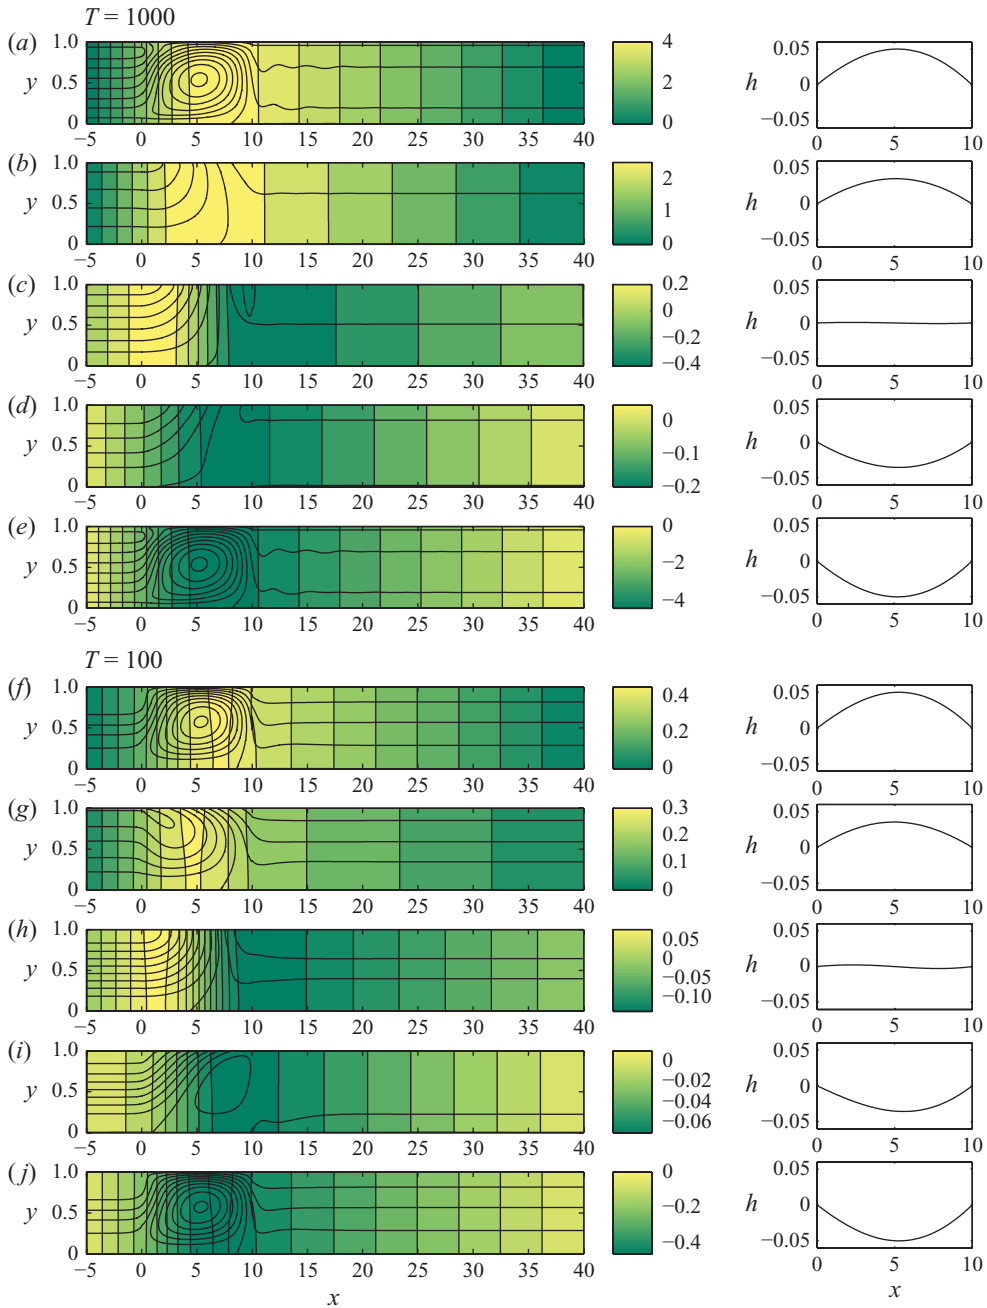 T = 1000
(a) y 1.0 0.5 0 −5 0 5 10 15 20 25 30 35 40 4 2 0 h 0.05 0 −0.05 0 5 10
(b) y 1.0 0.5 0 −5 0 5 10 15 20 25 30 35 40 2 1 0 h 0.05 0 −0.05 0 5 10
(c) y 1.0 0.5 0 −5 0 5 10 15 20 25 30 35 40 0.2 0 −0.2 −0.4 h 0.05 0 −0.05 0 5 10
(d) y 1.0 0.5 0 −5 0 5 10 15 20 25 30 35 40 0 −0.1 −0.2 h 0.05 0 −0.05 0 5 10
(e) y 1.0 0.5 0 −5 0 5 10 15 20 25 30 35 40 0 −2 −4 h 0.05 0 −0.05 0 5 10
T = 100
(f) y 1.0 0.5 0 −5 0 5 10 15 20 25 30 35 40 0.4 0.2 0 h 0.05 0 −0.05 0 5 10
(g) y 1.0 0.5 0 −5 0 5 10 15 20 25 30 35 40 0.3 0.2 0.1 0 h 0.05 0 −0.05 0 5 10
(h) y 1.0 0.5 0 −5 0 5 10 15 20 25 30 35 40 0.05 0 −0.05 −0.10 h 0.05 0 −0.05 0 5 10
(i) y 1.0 0.5 0 −5 0 5 10 15 20 25 30 35 40 0 −0.02 −0.04 −0.06 h 0.05 0 −0.05 0 5 10
(j) y 1.0 0.5 0 −5 0 5 10 15 20 25 30 35 40 0 −0.2 −0.4 h 0.05 0 −0.05 0 5 10
x x